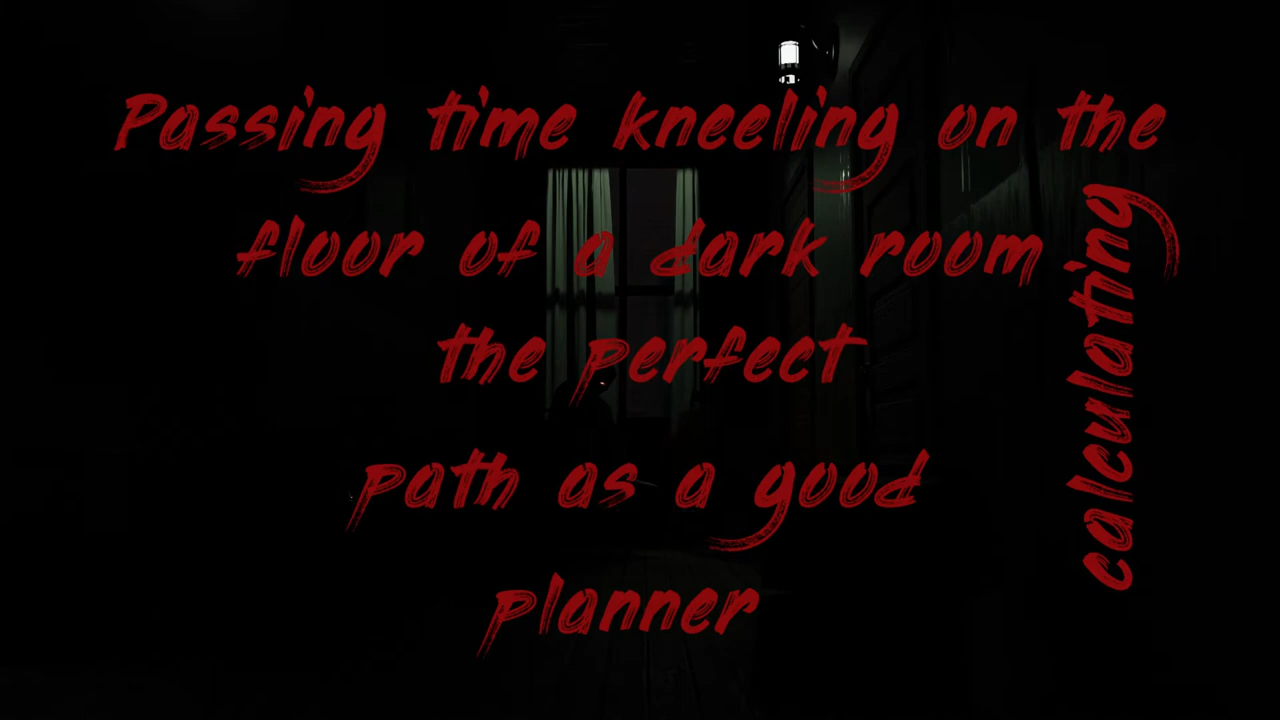 Passing time kneeling on the
floor of a dark room
calculating
the perfect
path as a good
planner